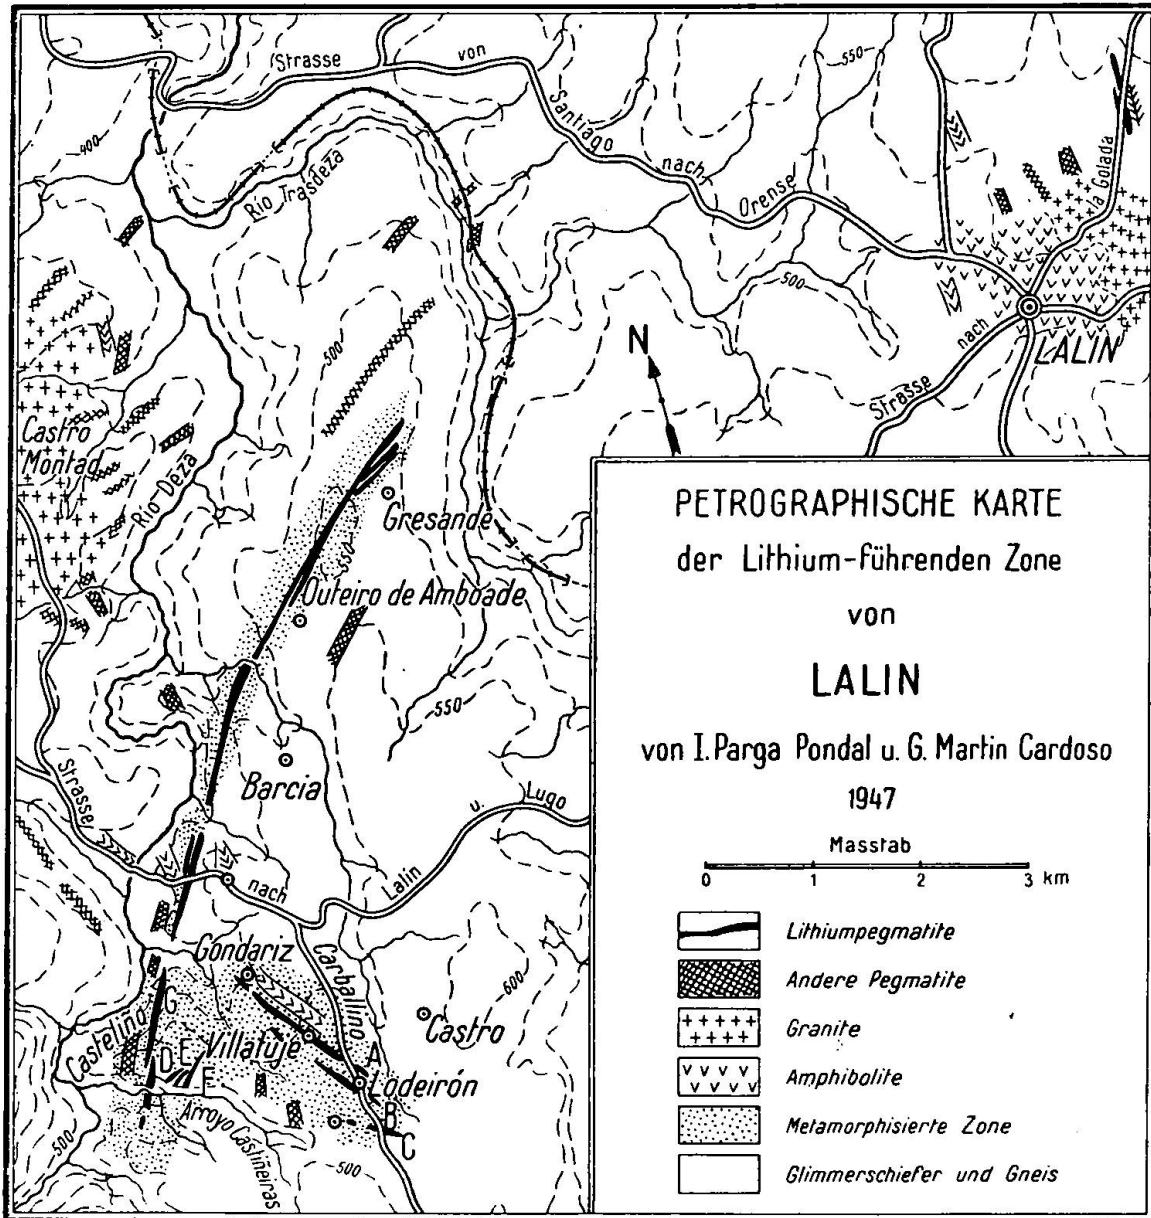 Strasse von Santiago nach Orense
550
400
Rio Trasdeza
la Golada
500
nach
Strasse
LALIN
N
500
Castro
Montad
Rio Deza
Gresande
550
Outeiro de Amboade
550
Barcia
Strasse
nach
Lalin
u.
Lugo
Gondariz
Carballino
600
Castro
G
Castelino
D
E
F
Villatuje
A
Lodeirón
B
C
Arroyo Castiñeiras
500
500
PETROGRAPHISCHE KARTE
der Lithium-führenden Zone
von
LALIN
von I. Parga Pondal u. G. Martin Cardoso
1947
Masstab
0 1 2 3 km
Lithiumpegmatite
Andere Pegmatite
Granite
Amphibolite
Metamorphisierte Zone
Glimmerschiefer und Gneis